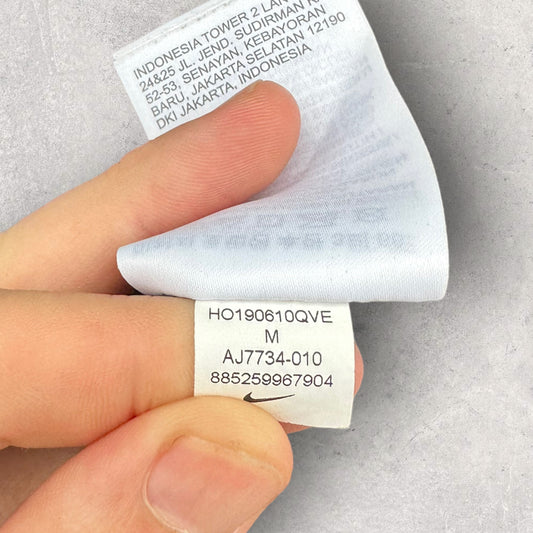 INDONESIA TOWER 2 LAN
24&25 JL. JEND. SUDIRMAN K
52-53, SENAYAN, KEBAYORAN
BARU, JAKARTA SELATAN 12190
DKI JAKARTA, INDONESIA
HO190610QVE
M
AJ7734-010
885259967904